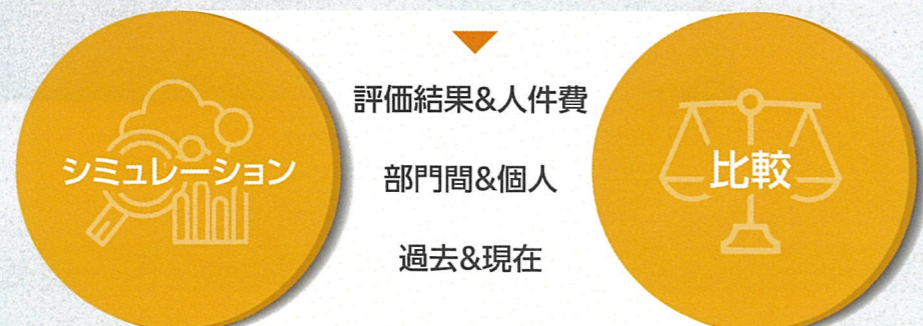 シミュレーション
評価結果&人件費
部門間&個人
過去&現在
比較